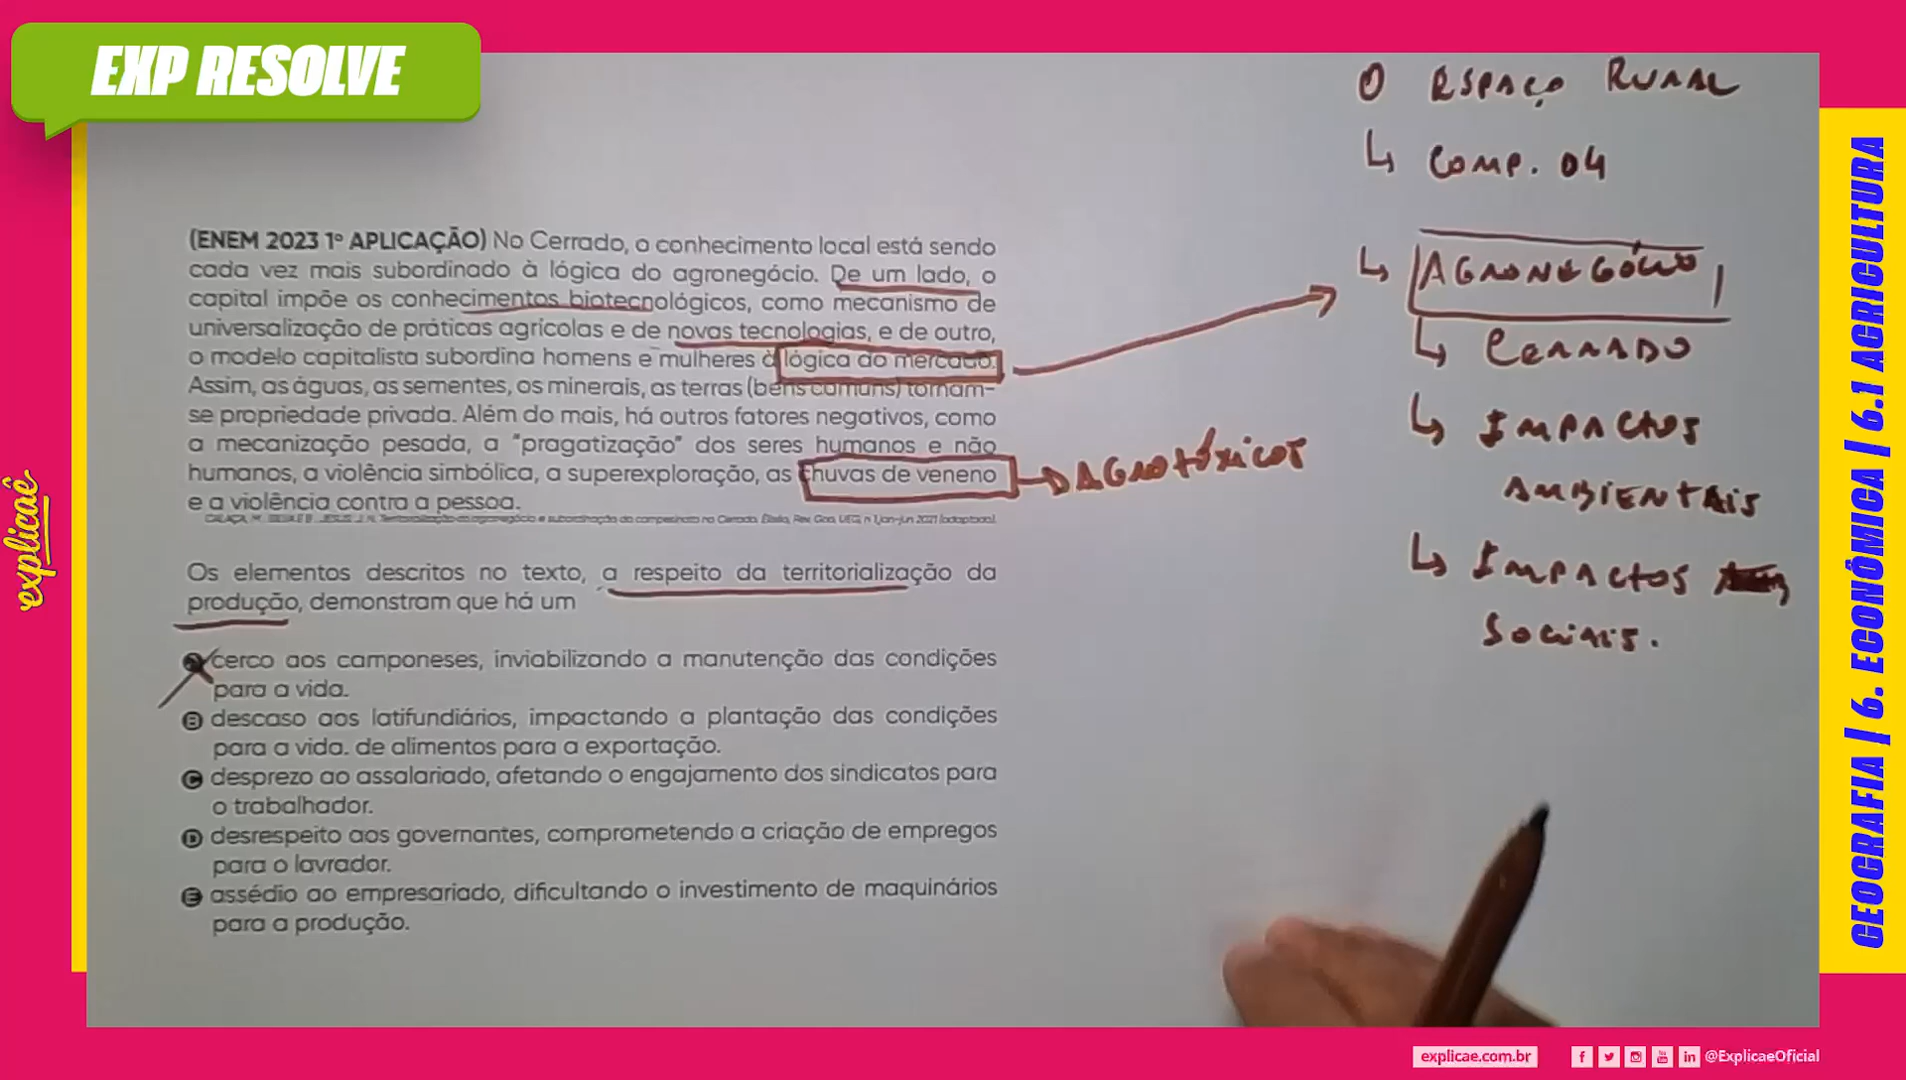 EXP RESOLVE
O ESPAÇO RURAL
↳ COMP. 04
↳ AGRONEGÓCIO
↳ CERRADO
↳ IMPACTOS
AMBIENTAIS
↳ IMPACTOS
SOCIAIS.
(ENEM 2023 1º APLICAÇÃO) No Cerrado, o conhecimento local está sendo
cada vez mais subordinado à lógica do agronegócio. De um lado, o
capital impõe os conhecimentos biotecnológicos, como mecanismo de
universalização de práticas agrícolas e de novas tecnologias, e de outro,
o modelo capitalista subordina homens e mulheres à lógica do mercado.
Assim, as águas, as sementes, os minerais, as terras (bens comuns) tornam-
se propriedade privada. Além do mais, há outros fatores negativos, como
a mecanização pesada, a "pragatização" dos seres humanos e não
humanos, a violência simbólica, a superexploração, as chuvas de veneno
e a violência contra a pessoa.
AGROTÓXICOS
Os elementos descritos no texto, a respeito da territorialização da
produção, demonstram que há um
A cerco aos camponeses, inviabilizando a manutenção das condições
para a vida.
B descaso aos latifundiários, impactando a plantação das condições
para a vida. de alimentos para a exportação.
C desprezo ao assalariado, afetando o engajamento dos sindicatos para
o trabalhador.
D desrespeito aos governantes, comprometendo a criação de empregos
para o lavrador.
E assédio ao empresariado, dificultando o investimento de maquinários
para a produção.
explicaê
GEOGRAFIA | 6. ECONÔMICA | 6.1 AGRICULTURA
explicae.com.br
@ExplicaeOficial